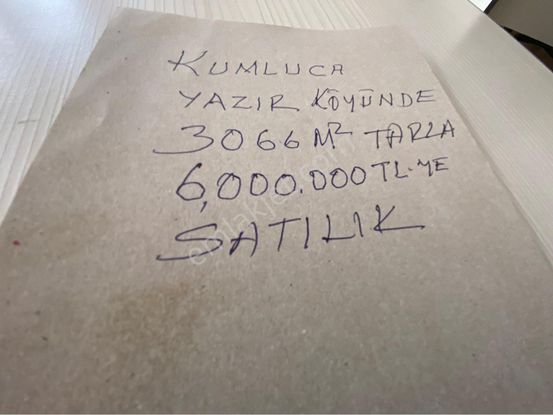 KUMLUCA
YAZIR KÖYÜNDE
3066 M² TARLA
6,000.000 TL-YE
SATILIK